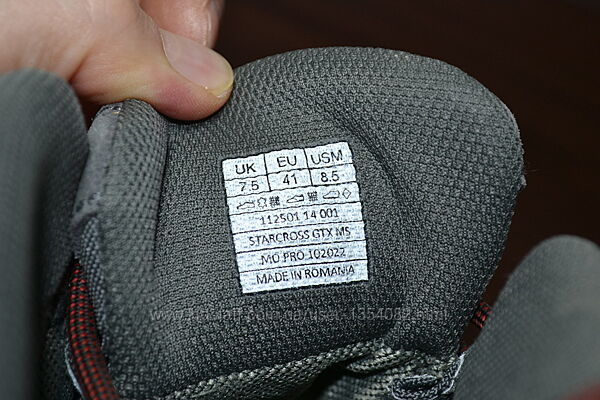 UK EU USM
7.5 41 8.5
112501 14 001
STARCROSS GTX MS
MO PRO 102022
MADE IN ROMANIA